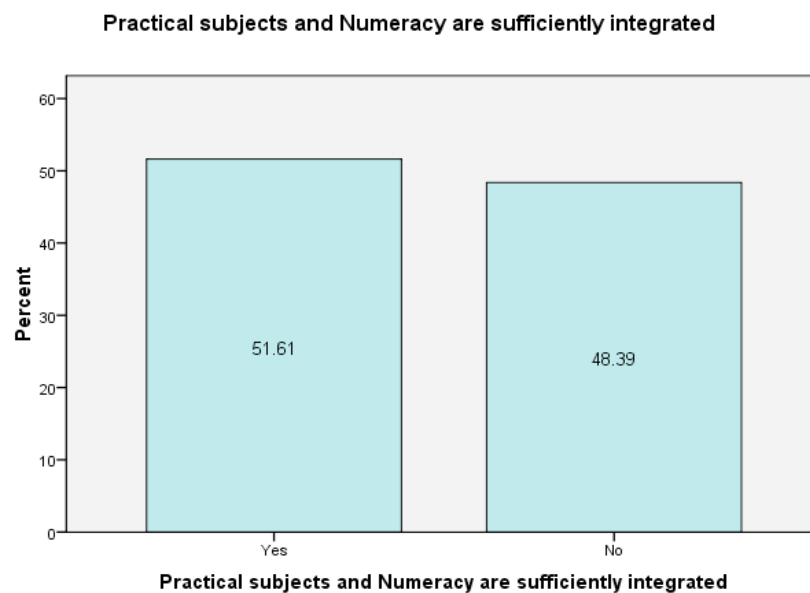 Practical subjects and Numeracy are sufficiently integrated
60
50
40
30
20
10
0
Percent
51.61
48.39
Yes
No
Practical subjects and Numeracy are sufficiently integrated